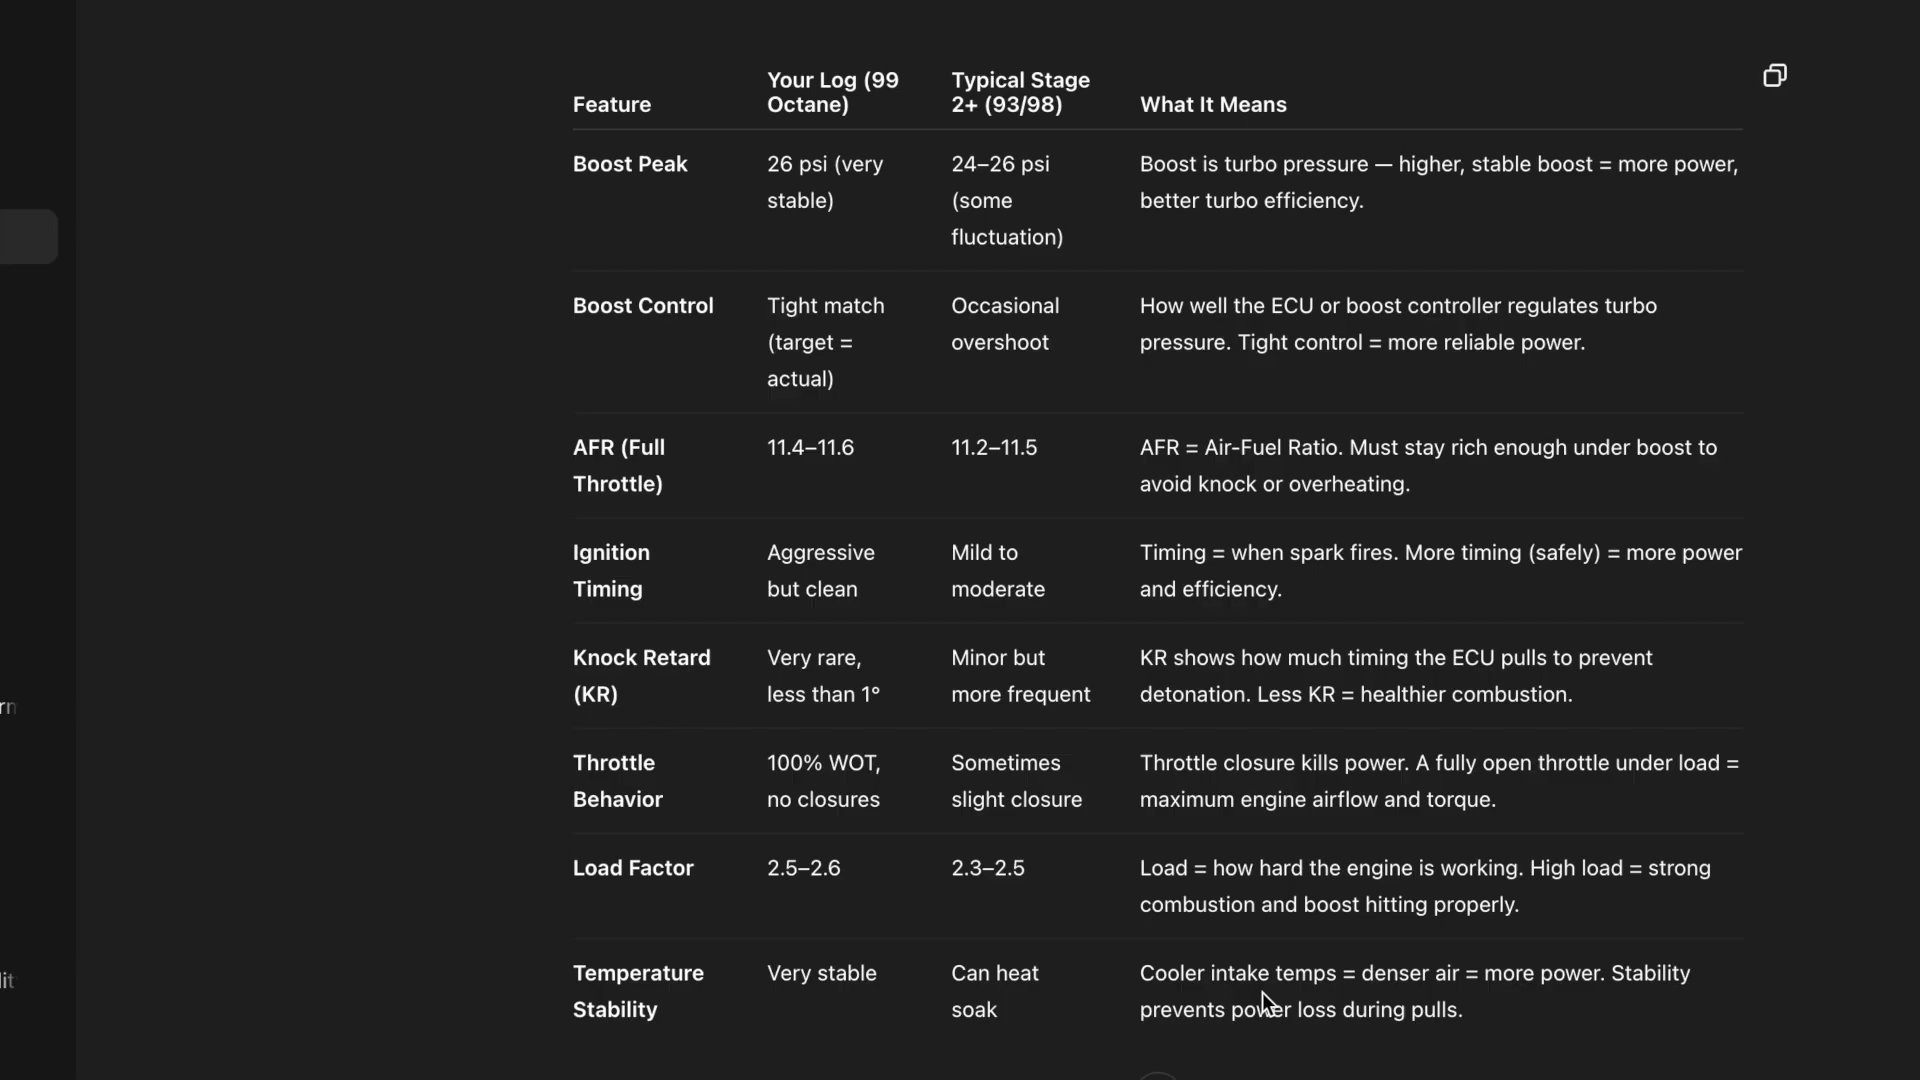 Feature
Your Log (99
Octane)
Typical Stage
2+ (93/98)
What It Means
Boost Peak
26 psi (very
stable)
24–26 psi
(some
fluctuation)
Boost is turbo pressure — higher, stable boost = more power,
better turbo efficiency.
Boost Control
Tight match
(target =
actual)
Occasional
overshoot
How well the ECU or boost controller regulates turbo
pressure. Tight control = more reliable power.
AFR (Full
Throttle)
11.4–11.6
11.2–11.5
AFR = Air-Fuel Ratio. Must stay rich enough under boost to
avoid knock or overheating.
Ignition
Timing
Aggressive
but clean
Mild to
moderate
Timing = when spark fires. More timing (safely) = more power
and efficiency.
Knock Retard
(KR)
Very rare,
less than 1°
Minor but
more frequent
KR shows how much timing the ECU pulls to prevent
detonation. Less KR = healthier combustion.
Throttle
Behavior
100% WOT,
no closures
Sometimes
slight closure
Throttle closure kills power. A fully open throttle under load =
maximum engine airflow and torque.
Load Factor
2.5–2.6
2.3–2.5
Load = how hard the engine is working. High load = strong
combustion and boost hitting properly.
Temperature
Stability
Very stable
Can heat
soak
Cooler intake temps = denser air = more power. Stability
prevents power loss during pulls.